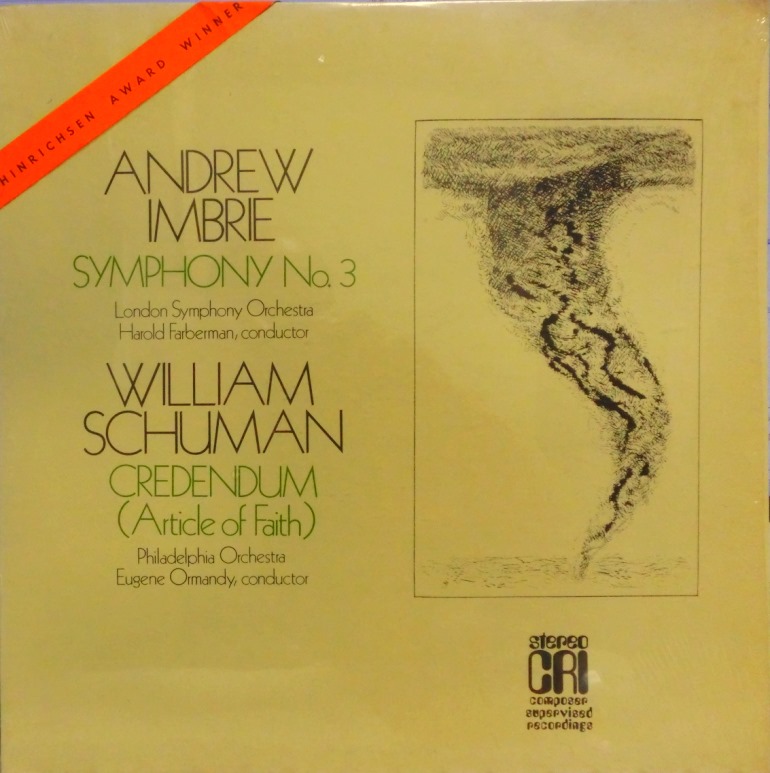 HINRICHSEN AWARD WINNER
ANDREW
IMBRIE
SYMPHONY No. 3
London Symphony Orchestra
Harold Farberman, conductor
WILLIAM
SCHUMAN
CREDENDUM
(Article of Faith)
Philadelphia Orchestra
Eugene Ormandy, conductor
stereo
CRI
composer
supervised
recordings